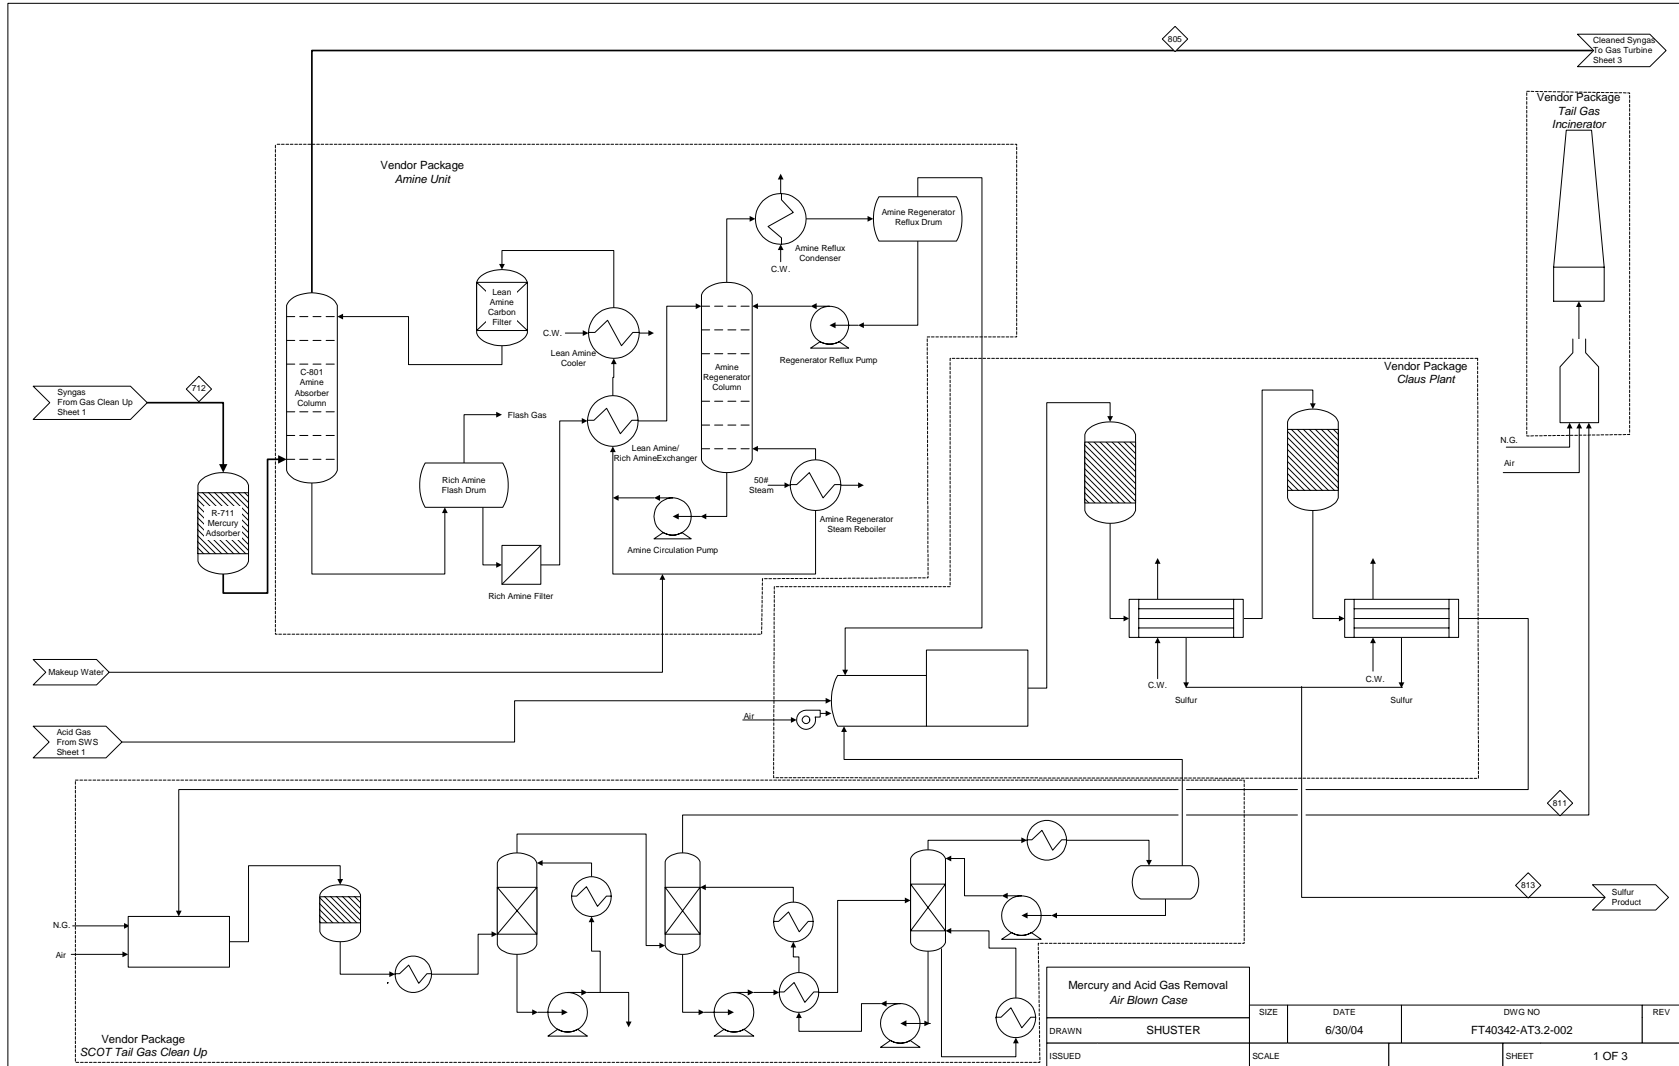 805
Cleaned Syngas
To Gas Turbine
Sheet 3
Vendor Package
Tail Gas
Incinerator
Vendor Package
Amine Unit
Amine Regenerator
Reflux Drum
Amine Reflux
Condenser
C.W.
Lean
Amine
Carbon
Filter
C.W.
Lean Amine
Cooler
Regenerator Reflux Pump
Vendor Package
Claus Plant
C-801
Amine
Absorber
Column
Amine
Regenerator
Column
712
Syngas
From Gas Clean Up
Sheet 1
Flash Gas
Lean Amine/
Rich AmineExchanger
N.G.
Air
Rich Amine
Flash Drum
50#
Steam
R-711
Mercury
Adsorber
Amine Regenerator
Steam Reboiler
Amine Circulation Pump
Rich Amine Filter
Makeup Water
C.W.
C.W.
Sulfur
Sulfur
Air
Acid Gas
From SWS
Sheet 1
811
813
Sulfur
Product
N.G.
Air
Vendor Package
SCOT Tail Gas Clean Up
Mercury and Acid Gas Removal
Air Blown Case
SIZE
DATE
DWG NO
REV
DRAWN
SHUSTER
6/30/04
FT40342-AT3.2-002
ISSUED
SCALE
SHEET
1 OF 3